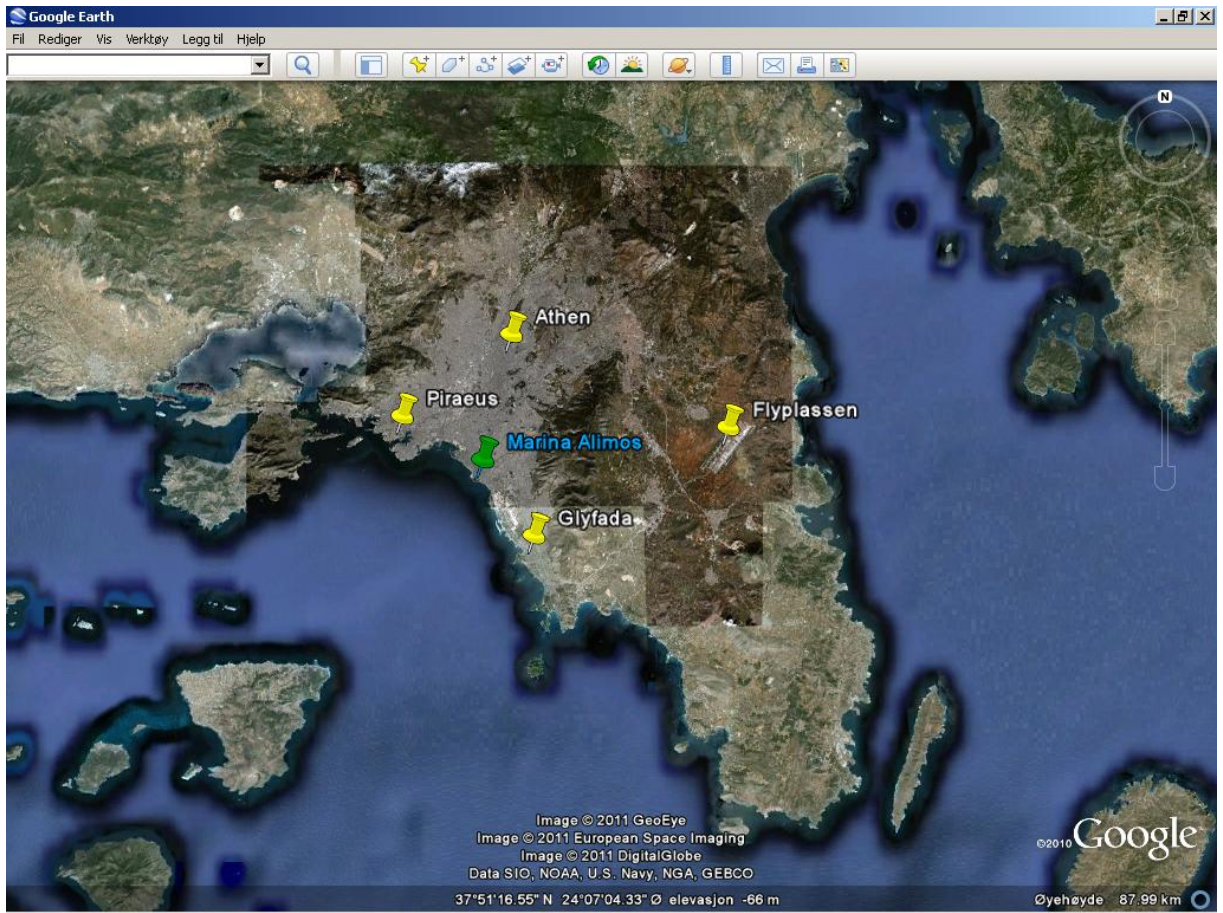 Google Earth
Fil Rediger Vis Verktøy Legg til Hjelp
N
Athen
Piraeus
Flyplassen
Marina Alimos
Glyfada
Image © 2011 GeoEye
Image © 2011 European Space Imaging
Image © 2011 DigitalGlobe
Data SIO, NOAA, U.S. Navy, NGA, GEBCO
©2010 Google
37°51'16.55" N 24°07'04.33" Ø elevasjon -66 m
Øyehøyde 87.99 km